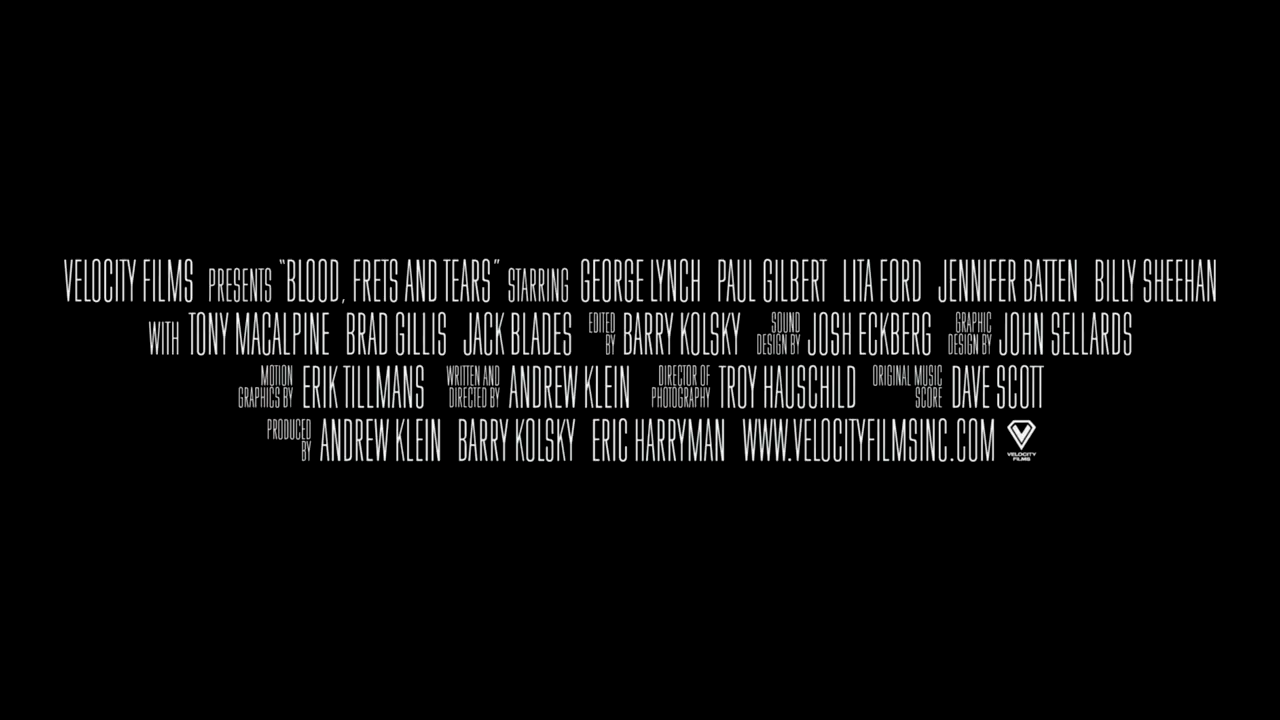 VELOCITY FILMS PRESENTS "BLOOD, FRETS AND TEARS" STARRING GEORGE LYNCH PAUL GILBERT LITA FORD JENNIFER BATTEN BILLY SHEEHAN
WITH TONY MACALPINE BRAD GILLIS JACK BLADES EDITED BY BARRY KOLSKY SOUND DESIGN BY JOSH ECKBERG GRAPHIC DESIGN BY JOHN SELLARDS
MOTION GRAPHICS BY ERIK TILLMANS WRITTEN AND DIRECTED BY ANDREW KLEIN DIRECTOR OF PHOTOGRAPHY TROY HAUSCHILD ORIGINAL MUSIC SCORE DAVE SCOTT
PRODUCED BY ANDREW KLEIN BARRY KOLSKY ERIC HARRYMAN WWW.VELOCITYFILMSINC.COM VELOCITY FILMS